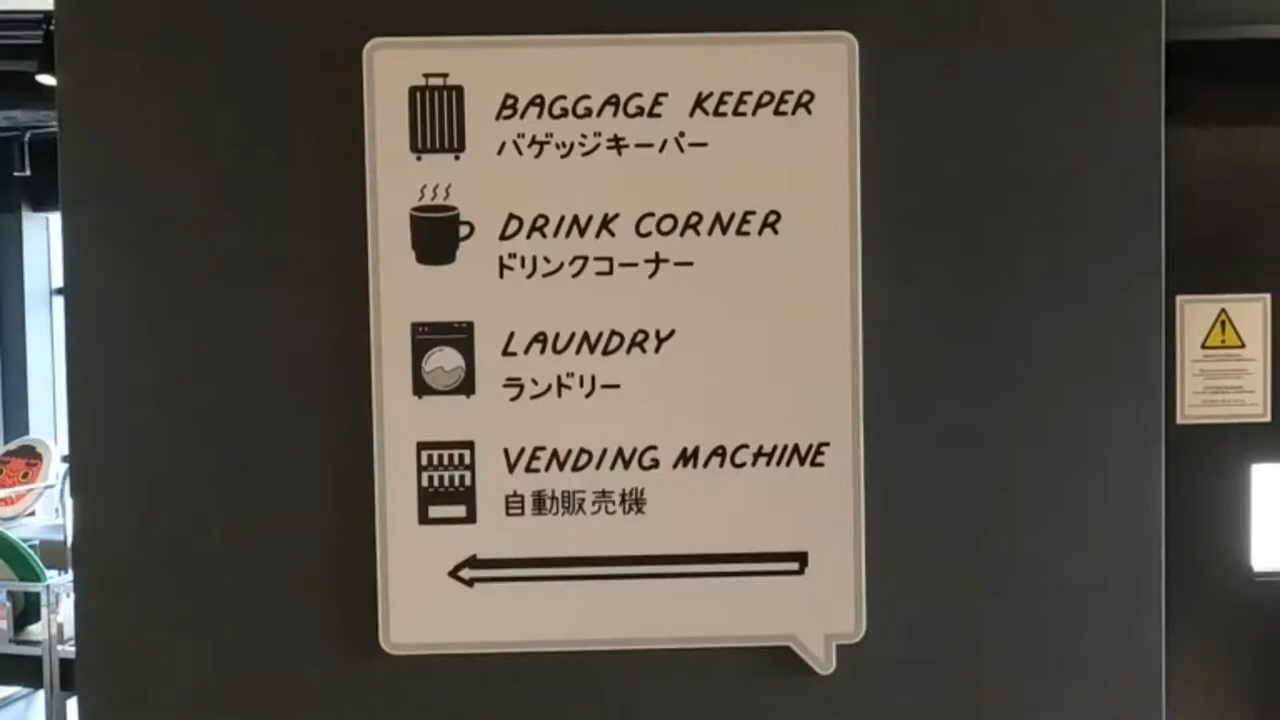 BAGGAGE KEEPER
バゲッジキーパー
DRINK CORNER
ドリンクコーナー
LAUNDRY
ランドリー
VENDING MACHINE
自動販売機